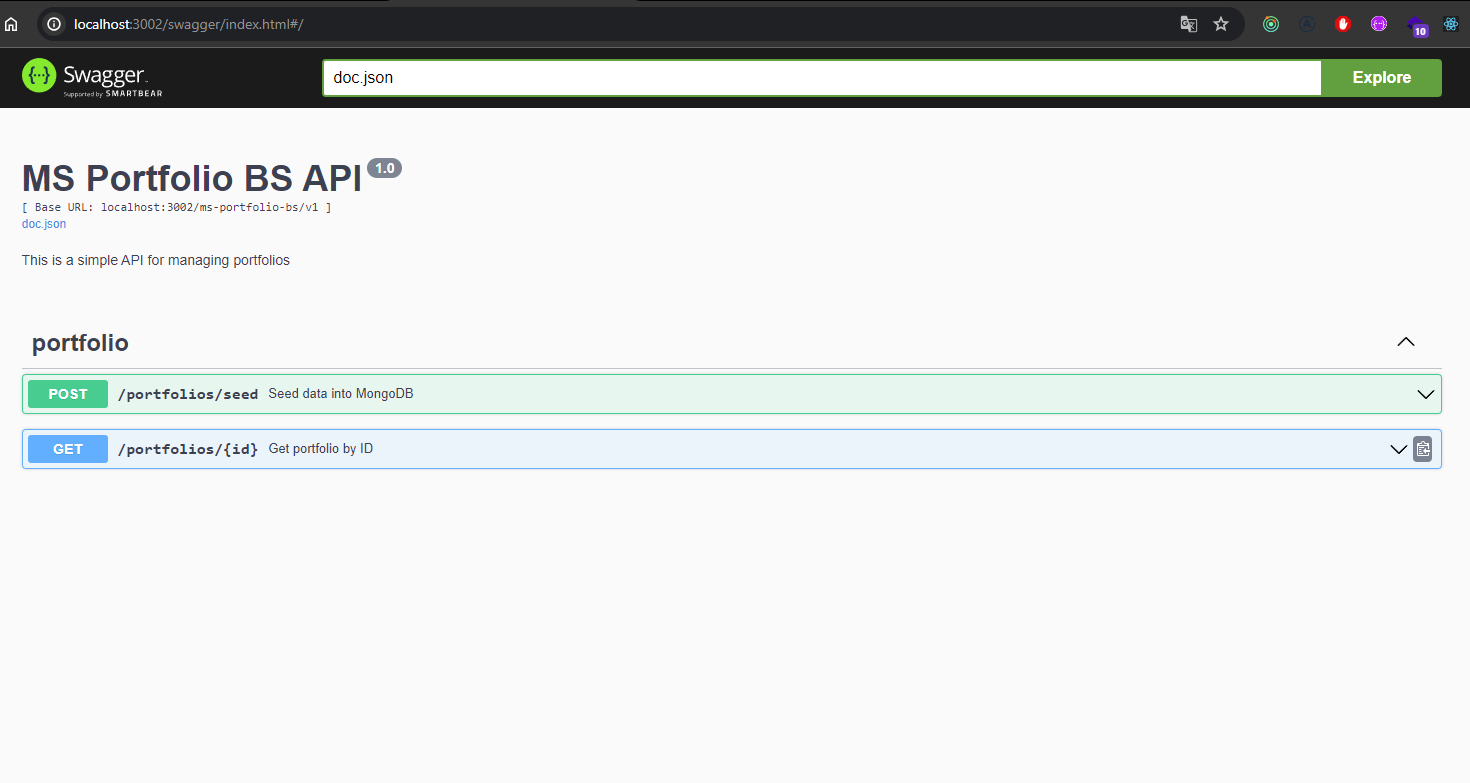 localhost:3002/swagger/index.html#/
10
{··} Swagger™
Supported by SMARTBEAR
doc.json
Explore
MS Portfolio BS API 1.0
[ Base URL: localhost:3002/ms-portfolio-bs/v1 ]
doc.json
This is a simple API for managing portfolios
portfolio
POST /portfolios/seed Seed data into MongoDB
GET /portfolios/{id} Get portfolio by ID